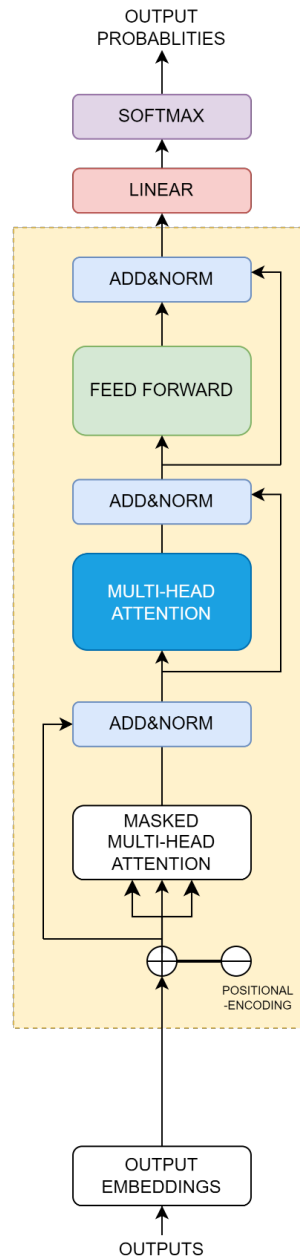 OUTPUT
PROBABLITIES
SOFTMAX
LINEAR
ADD&NORM
FEED FORWARD
ADD&NORM
MULTI-HEAD
ATTENTION
ADD&NORM
MASKED
MULTI-HEAD
ATTENTION
POSITIONAL
-ENCODING
OUTPUT
EMBEDDINGS
OUTPUTS